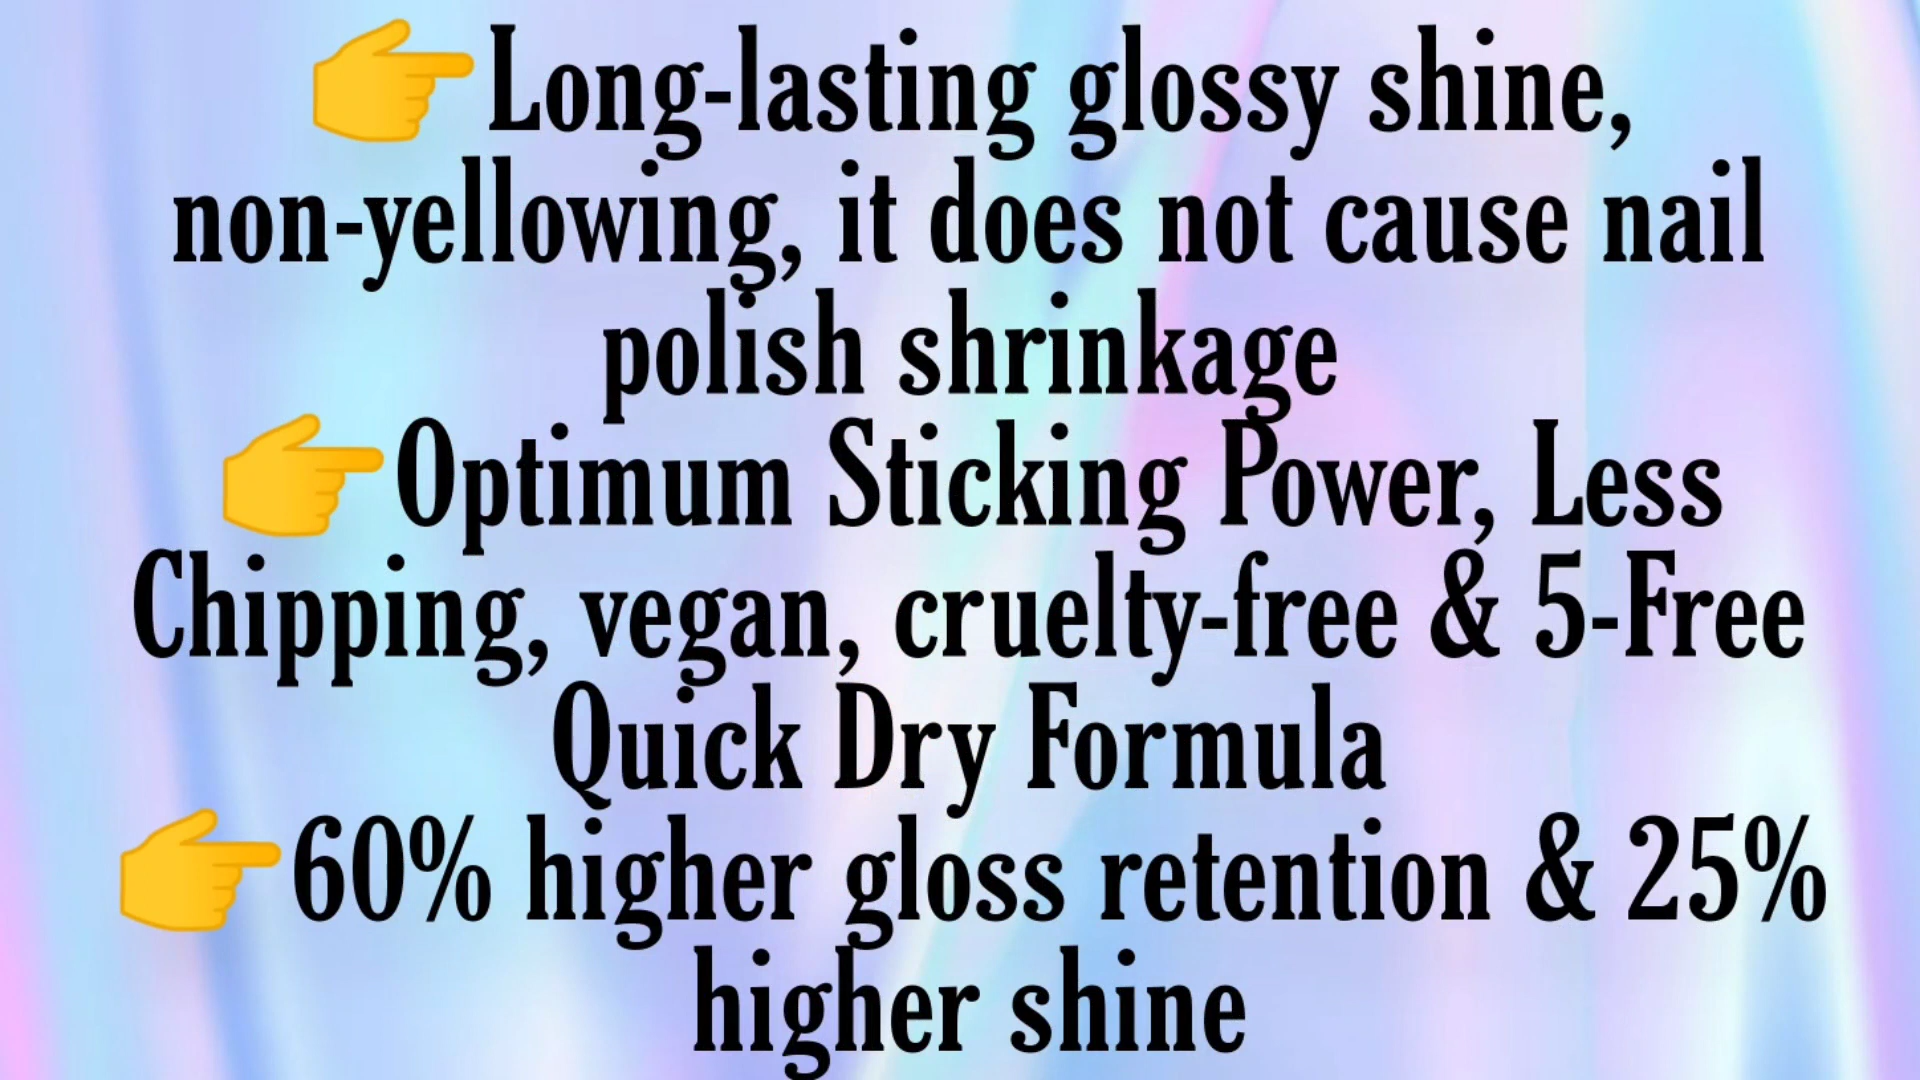 👉Long-lasting glossy shine,
non-yellowing, it does not cause nail
polish shrinkage
👉Optimum Sticking Power, Less
Chipping, vegan, cruelty-free & 5-Free
Quick Dry Formula
👉60% higher gloss retention & 25%
higher shine